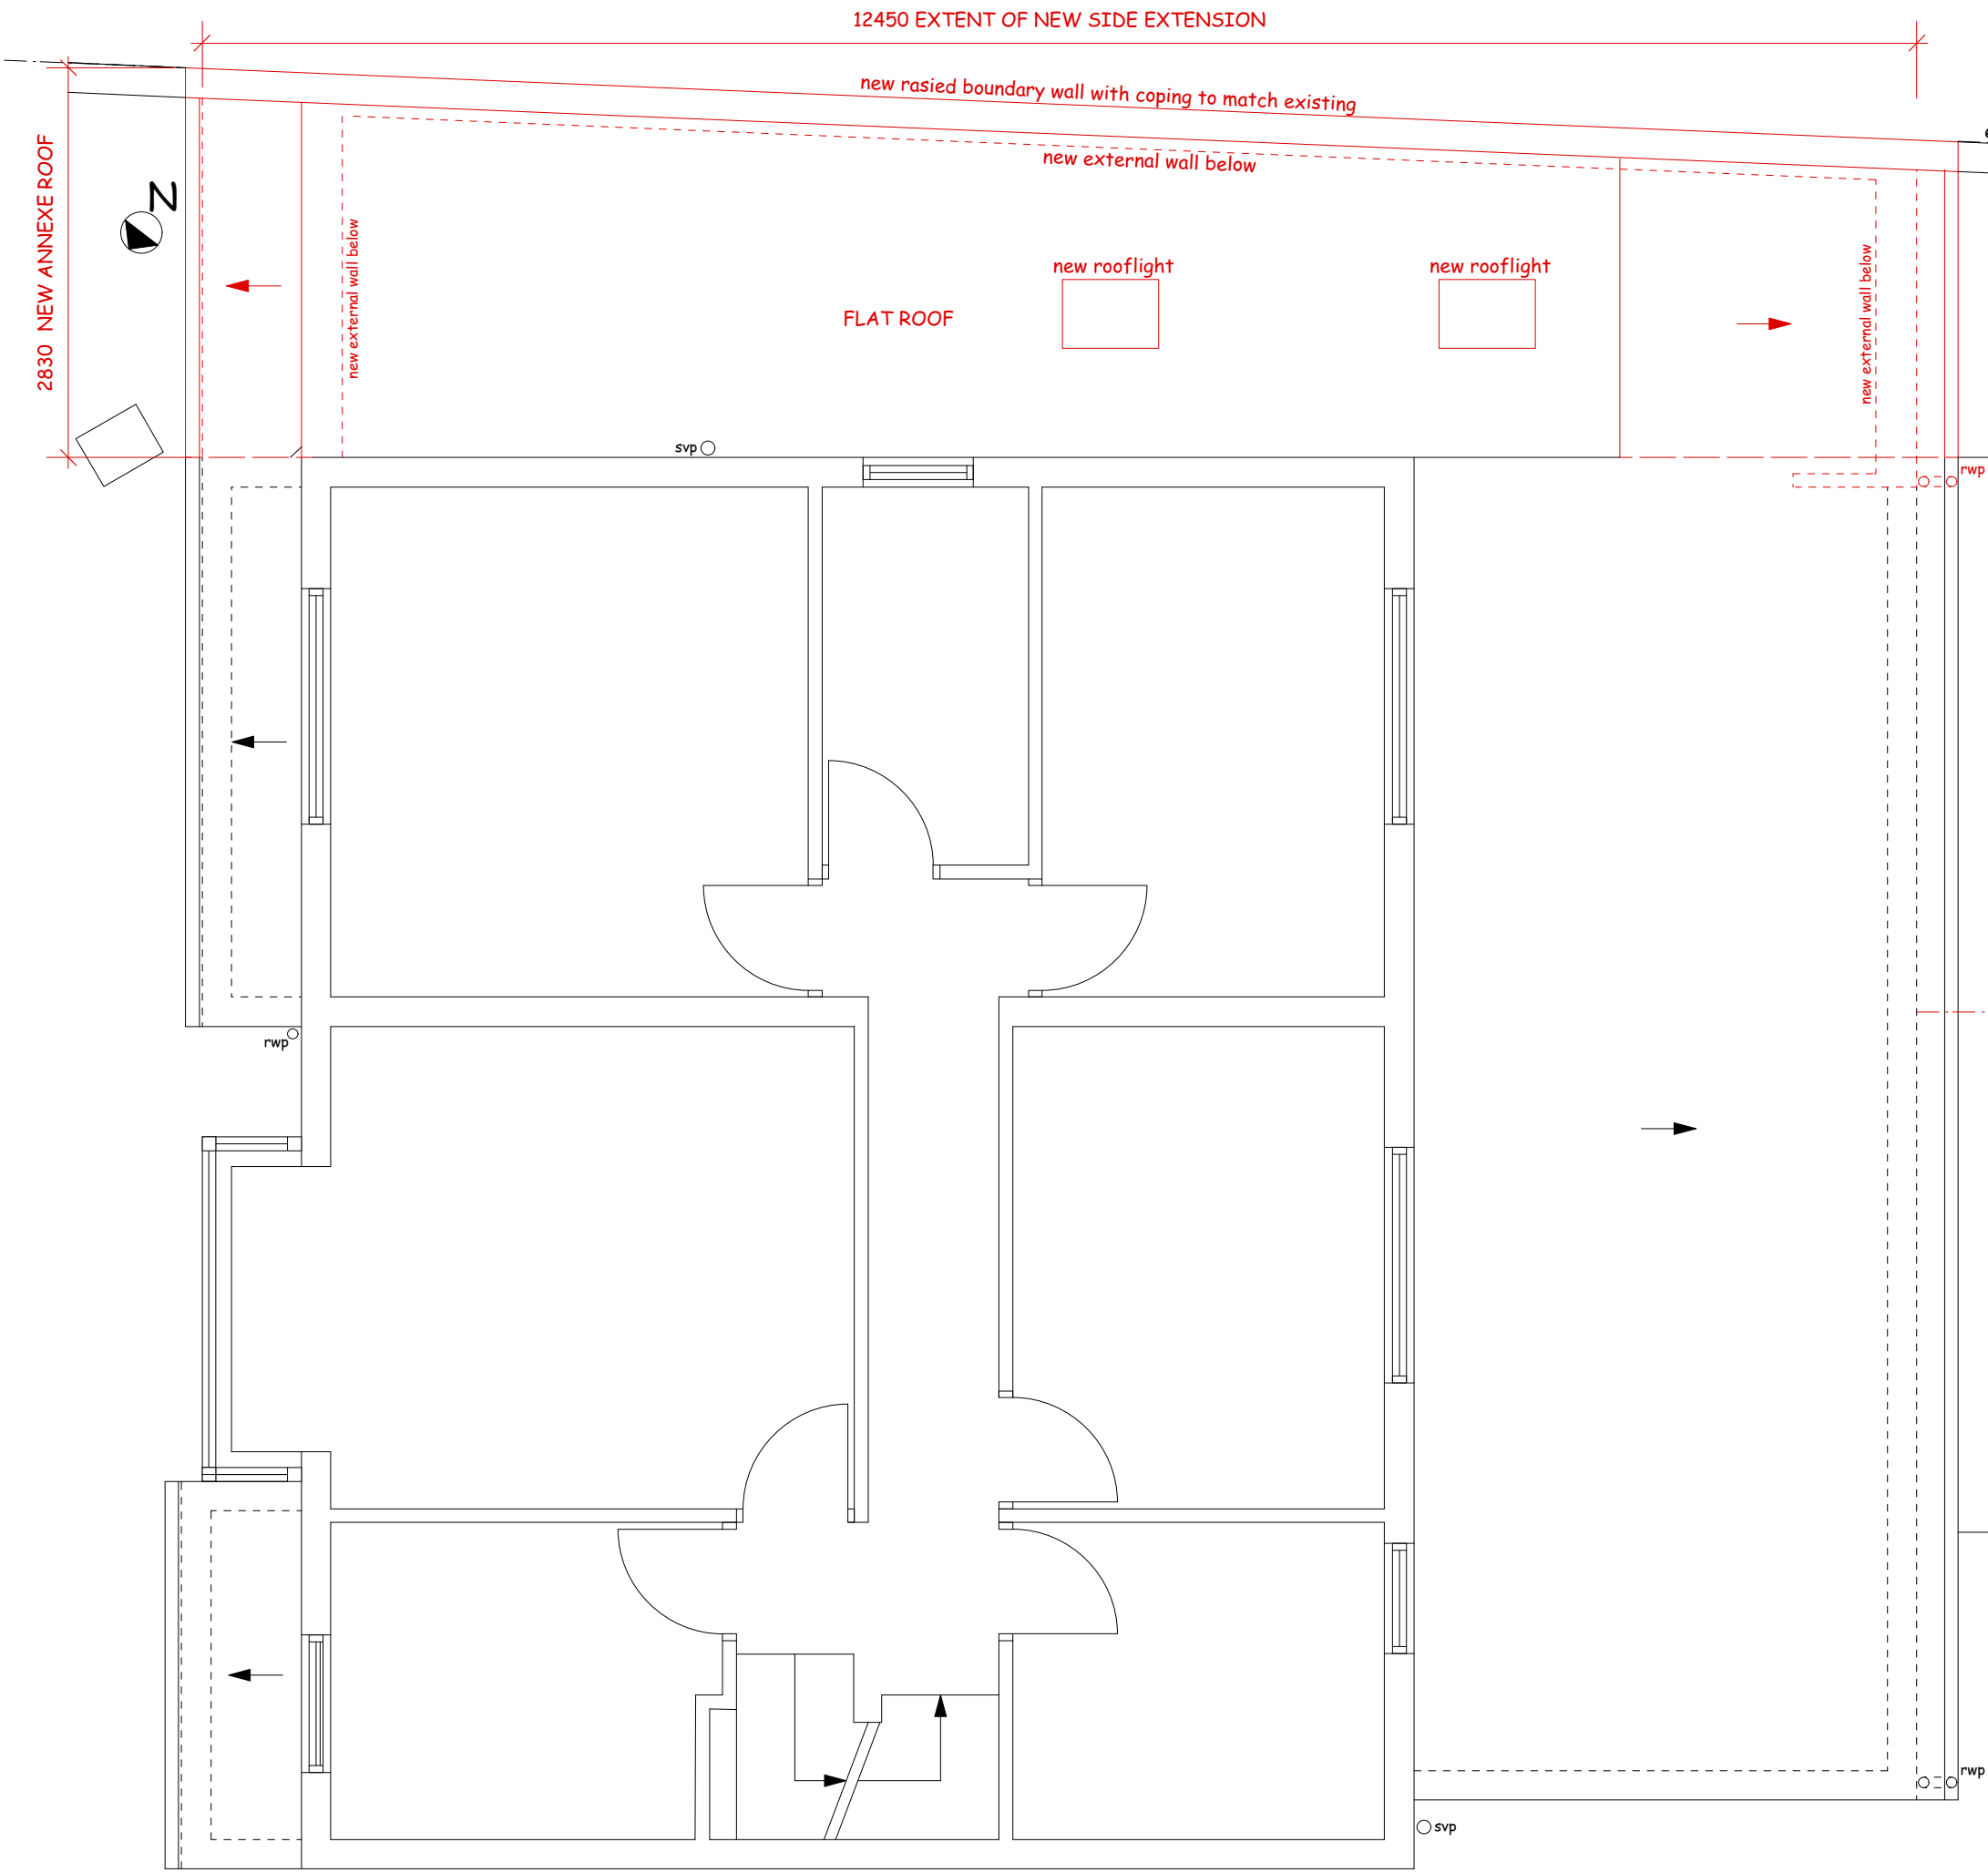 12450 EXTENT OF NEW SIDE EXTENSION
new rasied boundary wall with coping to match existing
new external wall below
2830 NEW ANNEXE ROOF
N
new external wall below
new rooflight
new rooflight
new external wall below
FLAT ROOF
svp
rwp
rwp
rwp
svp